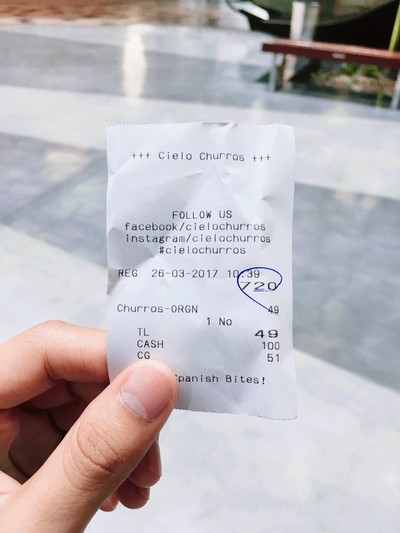 +++ Cielo Churros +++
FOLLOW US
facebook/cielochurros
instagram/cielochurros
#cielochurros
REG 26-03-2017 10:39
720
Churros-ORGN 49
1 No
TL 49
CASH 100
CG 51
Spanish Bites!